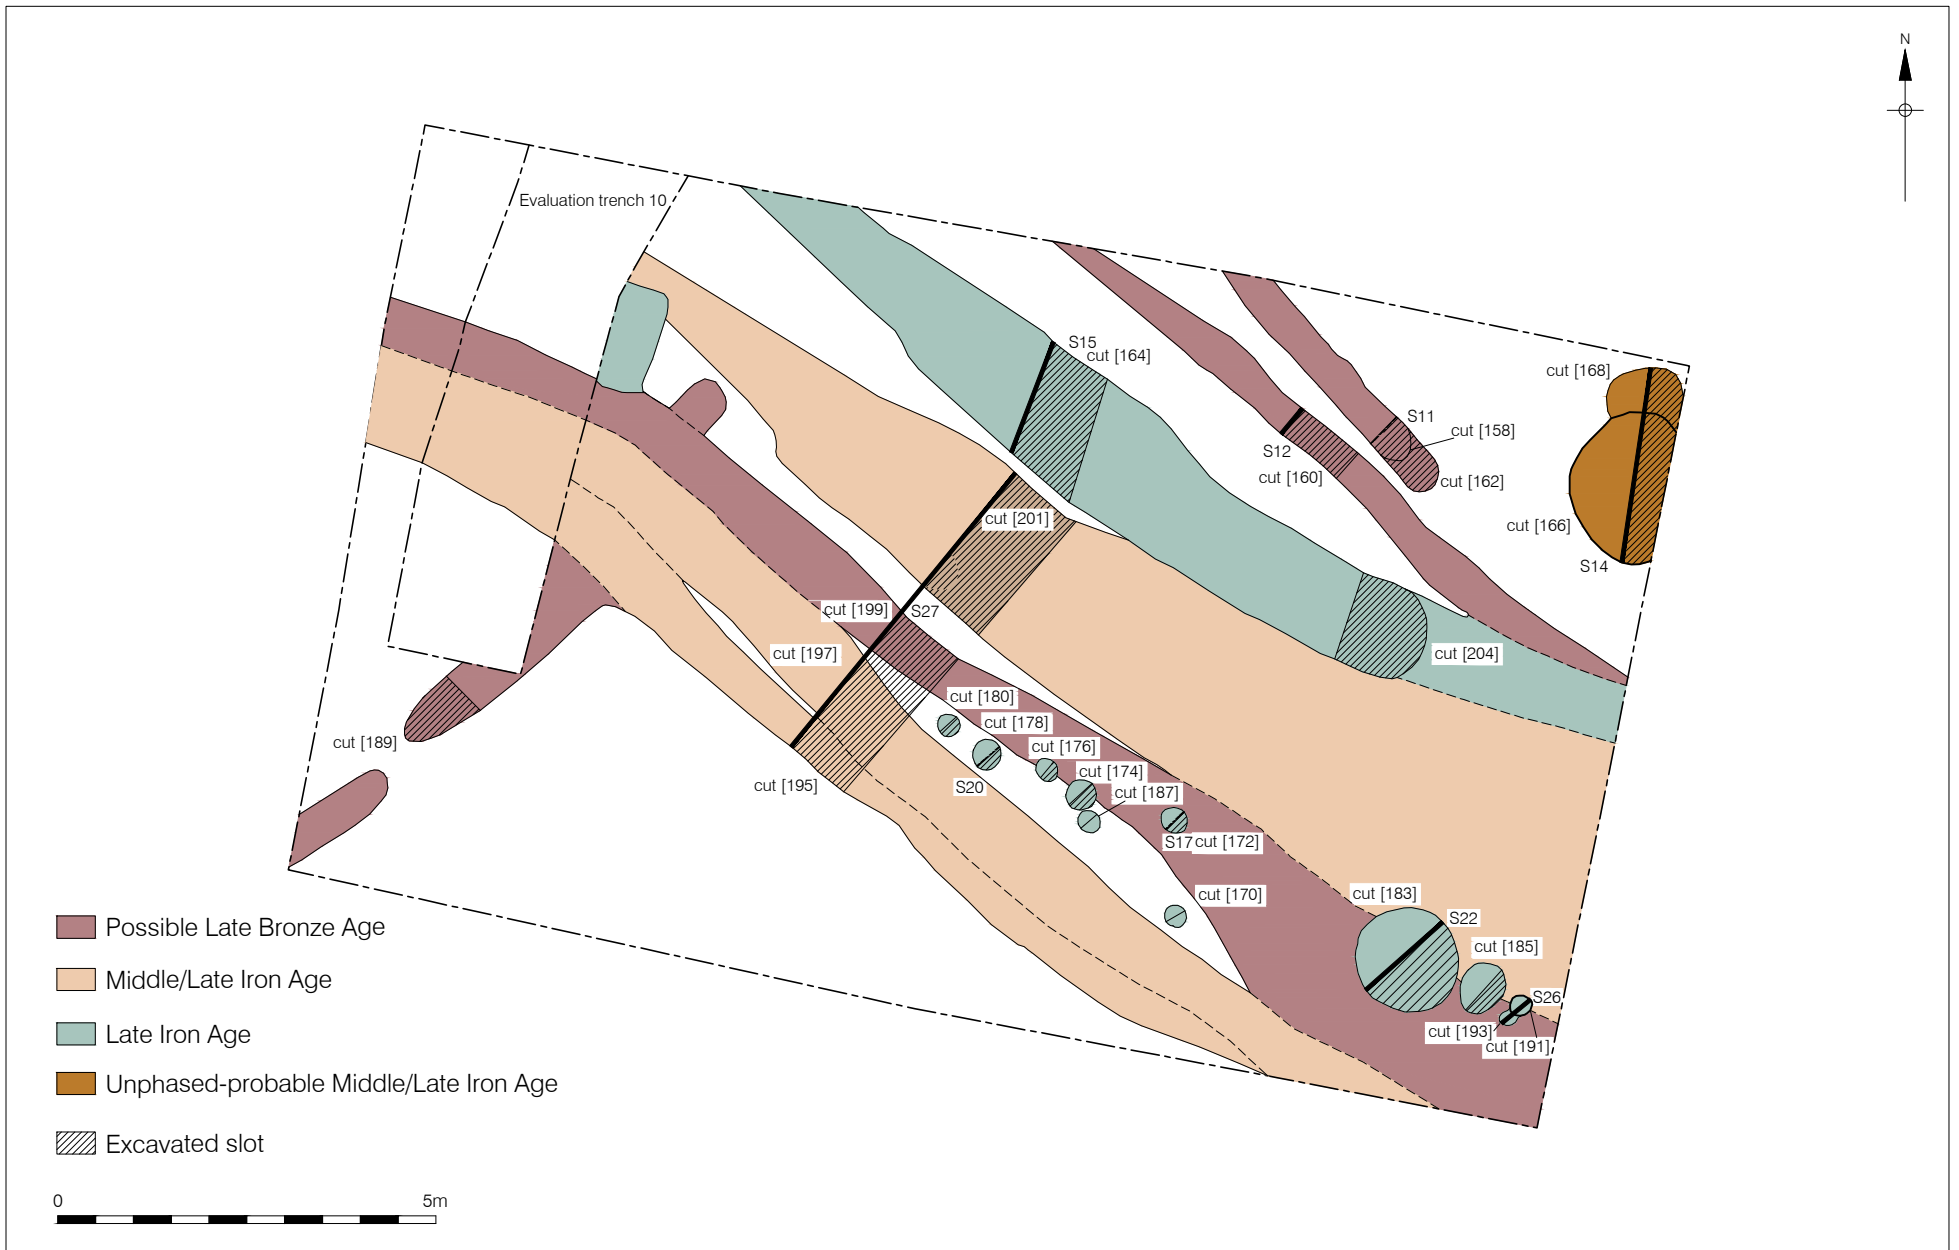 N
Evaluation trench 10
S15
cut [164]
cut [168]
S11
cut [158]
S12
cut [160]
cut [162]
cut [201]
cut [166]
S14
cut [199]
S27
cut [197]
cut [204]
cut [180]
cut [178]
cut [189]
cut [176]
cut [174]
cut [195]
S20
cut [187]
S17
cut [172]
cut [170]
cut [183]
S22
cut [185]
S26
cut [193]
cut [191]
Possible Late Bronze Age
Middle/Late Iron Age
Late Iron Age
Unphased-probable Middle/Late Iron Age
Excavated slot
0 5m